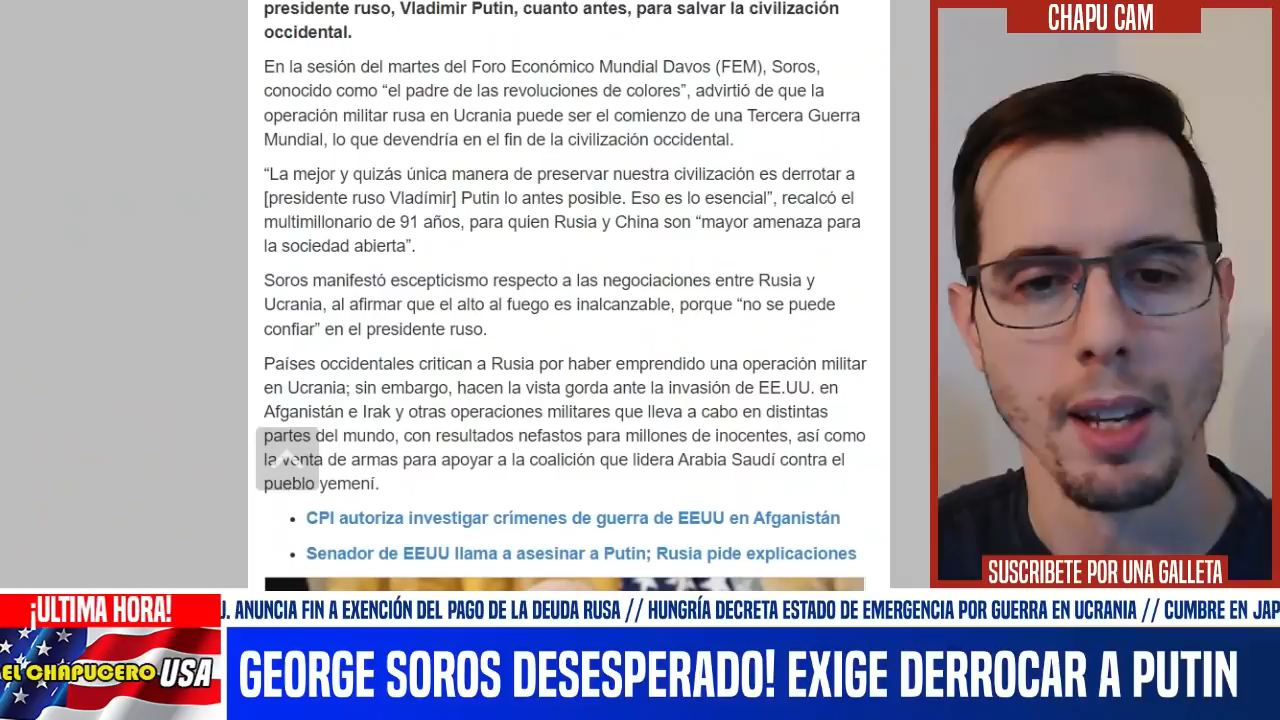 presidente ruso, Vladimir Putin, cuanto antes, para salvar la civilización
occidental.
En la sesión del martes del Foro Económico Mundial Davos (FEM), Soros,
conocido como “el padre de las revoluciones de colores”, advirtió de que la
operación militar rusa en Ucrania puede ser el comienzo de una Tercera Guerra
Mundial, lo que devendría en el fin de la civilización occidental.
“La mejor y quizás única manera de preservar nuestra civilización es derrotar a
[presidente ruso Vladímir] Putin lo antes posible. Eso es lo esencial”, recalcó el
multimillonario de 91 años, para quien Rusia y China son “mayor amenaza para
la sociedad abierta”.
Soros manifestó escepticismo respecto a las negociaciones entre Rusia y
Ucrania, al afirmar que el alto al fuego es inalcanzable, porque “no se puede
confiar” en el presidente ruso.
Países occidentales critican a Rusia por haber emprendido una operación militar
en Ucrania; sin embargo, hacen la vista gorda ante la invasión de EE.UU. en
Afganistán e Irak y otras operaciones militares que lleva a cabo en distintas
partes del mundo, con resultados nefastos para millones de inocentes, así como
la venta de armas para apoyar a la coalición que lidera Arabia Saudí contra el
pueblo yemení.
• CPI autoriza investigar crímenes de guerra de EEUU en Afganistán
• Senador de EEUU llama a asesinar a Putin; Rusia pide explicaciones
CHAPU CAM
SUSCRIBETE POR UNA GALLETA
¡ULTIMA HORA!
J. ANUNCIA FIN A EXENCIÓN DEL PAGO DE LA DEUDA RUSA // HUNGRÍA DECRETA ESTADO DE EMERGENCIA POR GUERRA EN UCRANIA // CUMBRE EN JAP
EL CHAPUCERO USA
GEORGE SOROS DESESPERADO! EXIGE DERROCAR A PUTIN